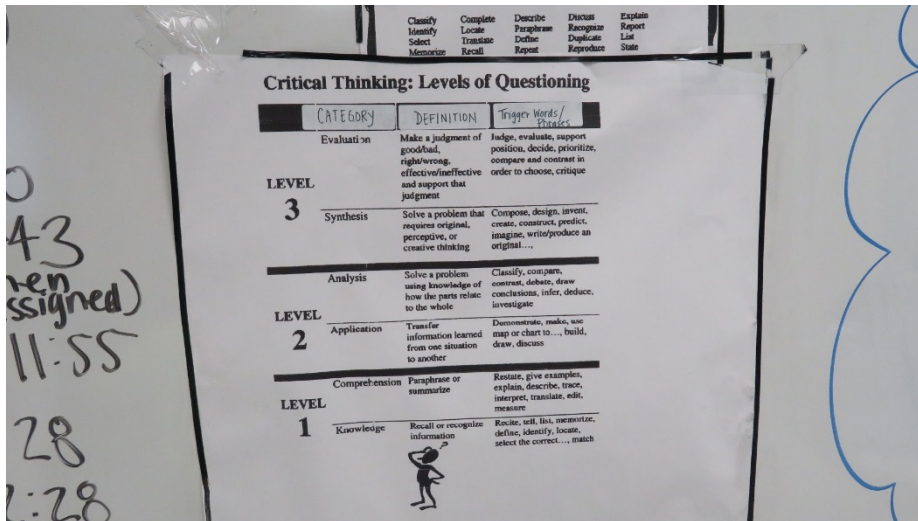 Classify Complete Describe Discuss Explain
Identify Locate Paraphrase Recognize Report
Select Translate Define Duplicate List
Memorize Recall Repeat Reproduce State
Critical Thinking: Levels of Questioning
CATEGORY DEFINITION Trigger Words/
Phrases
LEVEL
3
Evaluation
Make a judgment of
good/bad,
right/wrong,
effective/ineffective
and support that
judgment
Judge, evaluate, support
position, decide, prioritize,
compare and contrast in
order to choose, critique
Synthesis
Solve a problem that
requires original,
perceptive, or
creative thinking
Compose, design, invent,
create, construct, predict,
imagine, write/produce an
original…,
LEVEL
2
Analysis
Solve a problem
using knowledge of
how the parts relate
to the whole
Classify, compare,
contrast, debate, draw
conclusions, infer, deduce,
investigate
Application
Transfer
information learned
from one situation
to another
Demonstrate, make, use
map or chart to…, build,
draw, discuss
LEVEL
1
Comprehension
Paraphrase or
summarize
Restate, give examples,
explain, describe, trace,
interpret, translate, edit,
measure
Knowledge
Recall or recognize
information
Recite, tell, list, memorize,
define, identify, locate,
select the correct…, match
43
ssigned)
11:55
28
:28